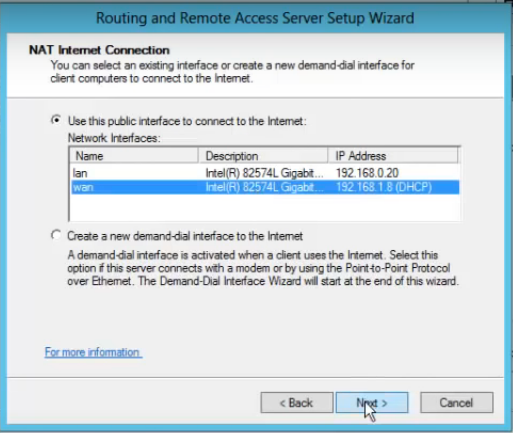 Routing and Remote Access Server Setup Wizard
NAT Internet Connection
You can select an existing interface or create a new demand-dial interface for
client computers to connect to the Internet.
Use this public interface to connect to the Internet:
Network Interfaces:
Name Description IP Address
lan Intel(R) 82574L Gigabit... 192.168.0.20
wan Intel(R) 82574L Gigabit... 192.168.1.8 (DHCP)
Create a new demand-dial interface to the Internet
A demand-dial interface is activated when a client uses the Internet. Select this
option if this server connects with a modem or by using the Point-to-Point Protocol
over Ethernet. The Demand-Dial Interface Wizard will start at the end of this wizard.
For more information
< Back Next > Cancel